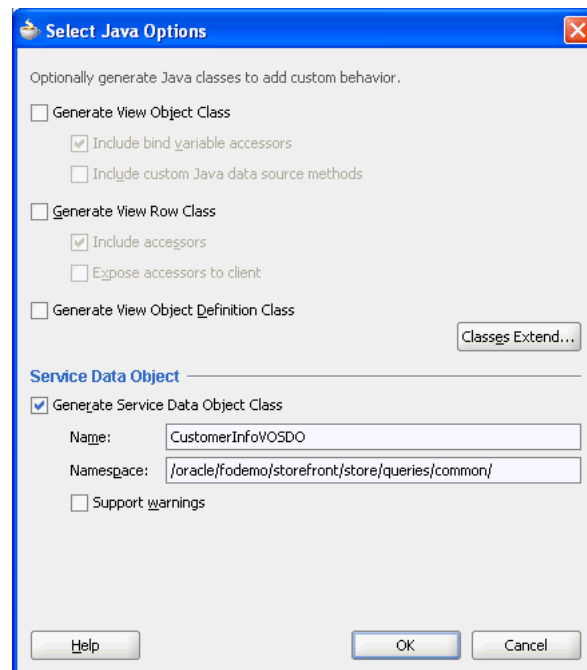 Select Java Options
Optionally generate Java classes to add custom behavior.
Generate View Object Class
Include bind variable accessors
Include custom Java data source methods
Generate View Row Class
Include accessors
Expose accessors to client
Generate View Object Definition Class
Classes Extend...
Service Data Object
Generate Service Data Object Class
Name: CustomerInfoVOSDO
Namespace: /oracle/fodemo/storefront/store/queries/common/
Support warnings
Help OK Cancel